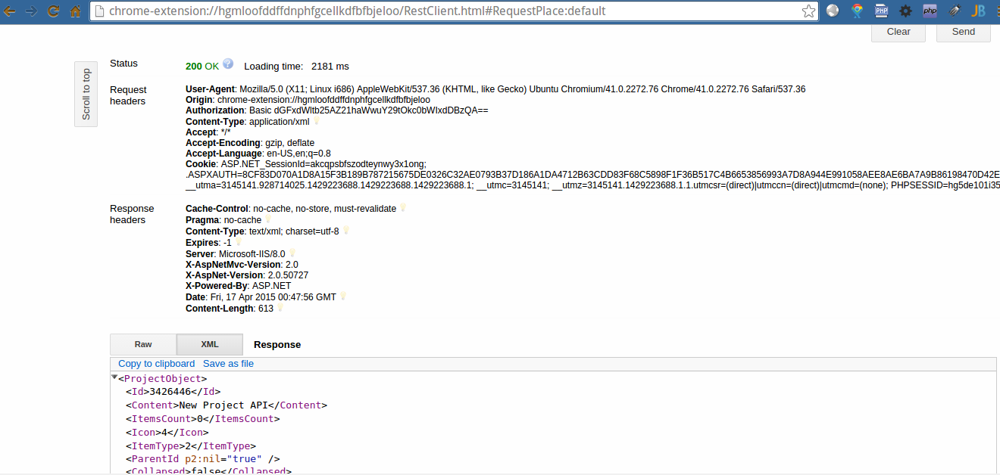 chrome-extension://hgmloofddffdnphfgcellkdfbfbjeloo/RestClient.html#RequestPlace:default
PHP
php
JB
Clear
Send
Scroll to top
Status
200 OK ? Loading time: 2181 ms
Request headers
User-Agent: Mozilla/5.0 (X11; Linux i686) AppleWebKit/537.36 (KHTML, like Gecko) Ubuntu Chromium/41.0.2272.76 Chrome/41.0.2272.76 Safari/537.36
Origin: chrome-extension://hgmloofddffdnphfgcellkdfbfbjeloo
Authorization: Basic dGFxdWltb25AZ21haWwuY29tOkc0bWIxdDBzQA==
Content-Type: application/xml
Accept: */*
Accept-Encoding: gzip, deflate
Accept-Language: en-US,en;q=0.8
Cookie: ASP.NET_SessionId=akcqpsbfszodteynwy3x1ong;
.ASPXAUTH=8CF83D070A1D8A15F3B189B787215675DE0326C32AE0793B37D186A1DA4712B63CDD83F68C5898F1F36B517C4B6653856993A7D8A944E991058AEE8AE6BA7A9B86198470D42E
__utma=3145141.928714025.1429223688.1429223688.1429223688.1; __utmc=3145141; __utmz=3145141.1429223688.1.1.utmcsr=(direct)|utmccn=(direct)|utmcmd=(none); PHPSESSID=hg5de101i35
Response headers
Cache-Control: no-cache, no-store, must-revalidate
Pragma: no-cache
Content-Type: text/xml; charset=utf-8
Expires: -1
Server: Microsoft-IIS/8.0
X-AspNetMvc-Version: 2.0
X-AspNet-Version: 2.0.50727
X-Powered-By: ASP.NET
Date: Fri, 17 Apr 2015 00:47:56 GMT
Content-Length: 613
Raw XML Response
Copy to clipboard Save as file
<ProjectObject>
<Id>3426446</Id>
<Content>New Project API</Content>
<ItemsCount>0</ItemsCount>
<Icon>4</Icon>
<ItemType>2</ItemType>
<ParentId p2:nil="true" />
<Collapsed>false</Collapsed>